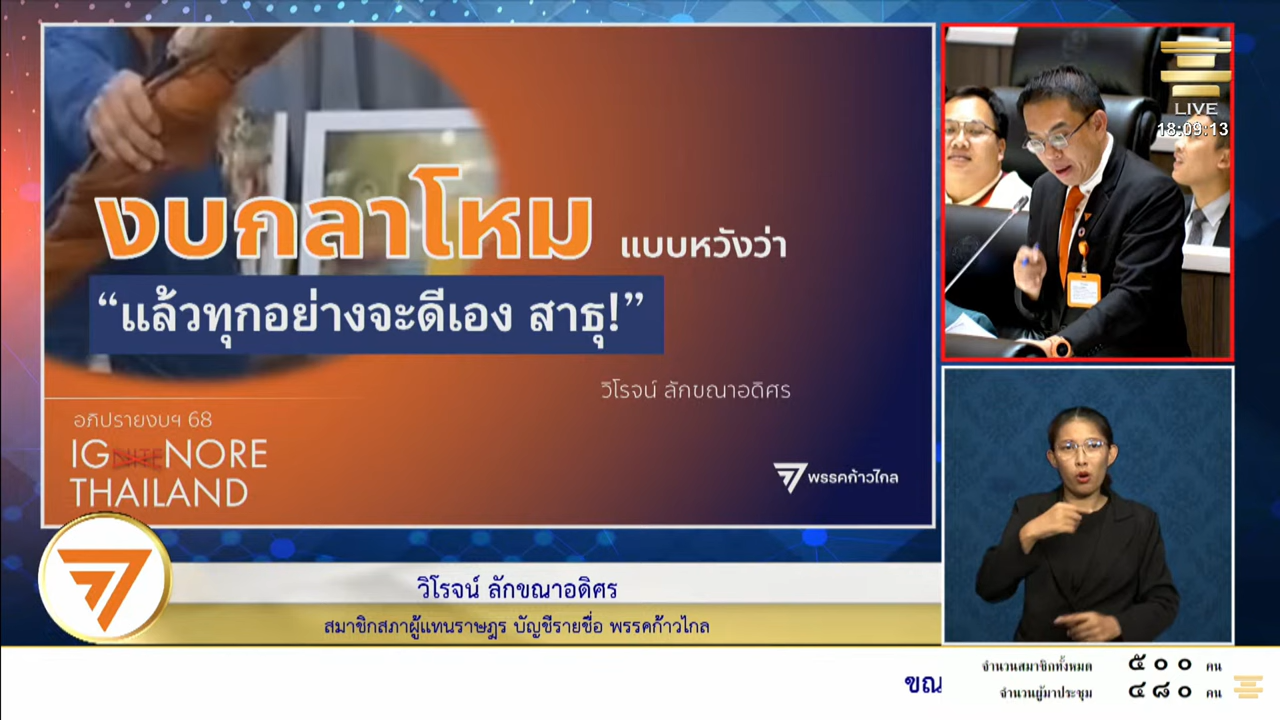 งบกลาโหม แบบหวังว่า
“แล้วทุกอย่างจะดีเอง สาธุ!”
วิโรจน์ ลักขณาอดิศร
อภิปรายงบฯ 68
IGNITENORE
THAILAND
พรรคก้าวไกล
LIVE
18:09:13
วิโรจน์ ลักขณาอดิศร
สมาชิกสภาผู้แทนราษฎร บัญชีรายชื่อ พรรคก้าวไกล
ขณ
จำนวนสมาชิกทั้งหมด ๕๐๐ คน
จำนวนผู้มาประชุม ๔๘๐ คน